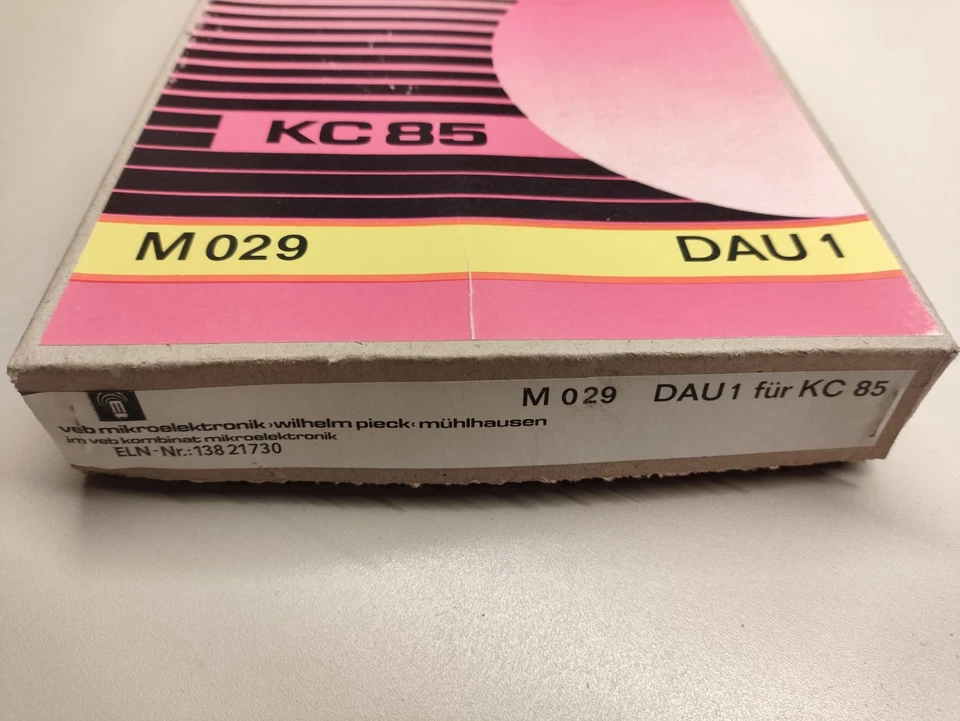 KC 85
M 029 DAU 1
M 029 DAU 1 für KC 85
veb mikroelektronik ›wilhelm pieck‹ mühlhausen
im veb kombinat mikroelektronik
ELN-Nr.: 138 21730